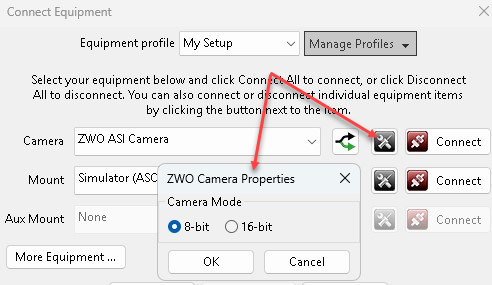 Connect Equipment
Equipment profile My Setup Manage Profiles
Select your equipment below and click Connect All to connect, or click Disconnect
All to disconnect. You can also connect or disconnect individual equipment items
by clicking the button next to the item.
Camera ZWO ASI Camera Connect
Mount Simulator (ASC Connect
Aux Mount None Connect
More Equipment ...
ZWO Camera Properties
Camera Mode
8-bit 16-bit
OK Cancel